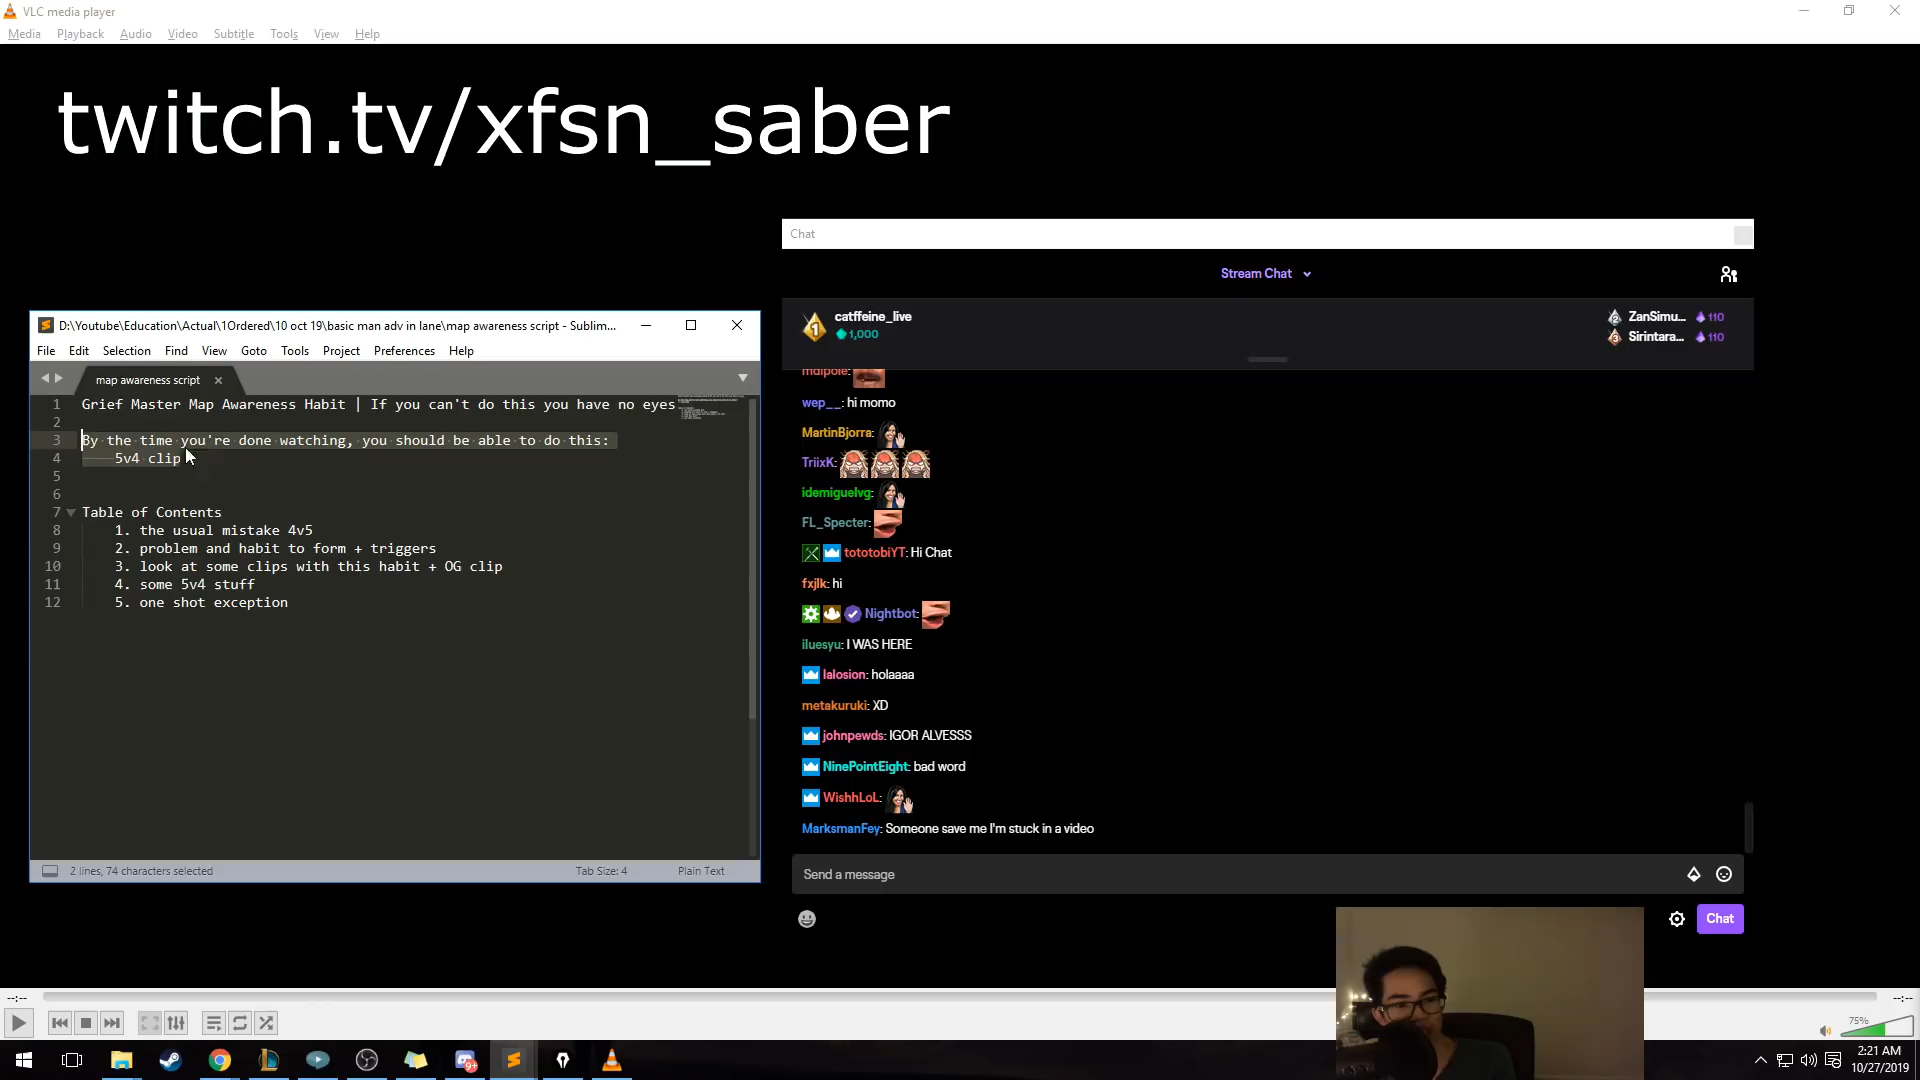 VLC media player
Media Playback Audio Video Subtitle Tools View Help
twitch.tv/xfsn_saber
Chat
Stream Chat
catffeine_live
1,000
ZanSimu... 110
Sirintara... 110
D:\Youtube\Education\Actual\1Ordered\10 oct 19\basic man adv in lane\map awareness script - Sublim...
File Edit Selection Find View Goto Tools Project Preferences Help
map awareness script
1 Grief Master Map Awareness Habit | If you can't do this you have no eyes
2
3 By the time you're done watching, you should be able to do this:
4 5v4 clip
5
6
7 Table of Contents
8 1. the usual mistake 4v5
9 2. problem and habit to form + triggers
10 3. look at some clips with this habit + OG clip
11 4. some 5v4 stuff
12 5. one shot exception
2 lines, 74 characters selected Tab Size: 4 Plain Text
mdipole:
wep__: hi momo
MartinBjorra:
TriixK:
idemiguelvg:
FL_Specter:
tototobiYT: Hi Chat
fxjlk: hi
Nightbot:
iluesyu: I WAS HERE
lalosion: holaaaa
metakuruki: XD
johnpewds: IGOR ALVESSS
NinePointEight: bad word
WishhLoL:
MarksmanFey: Someone save me I'm stuck in a video
Send a message
Chat
--:-- --:--
75%
9+
2:21 AM
10/27/2019